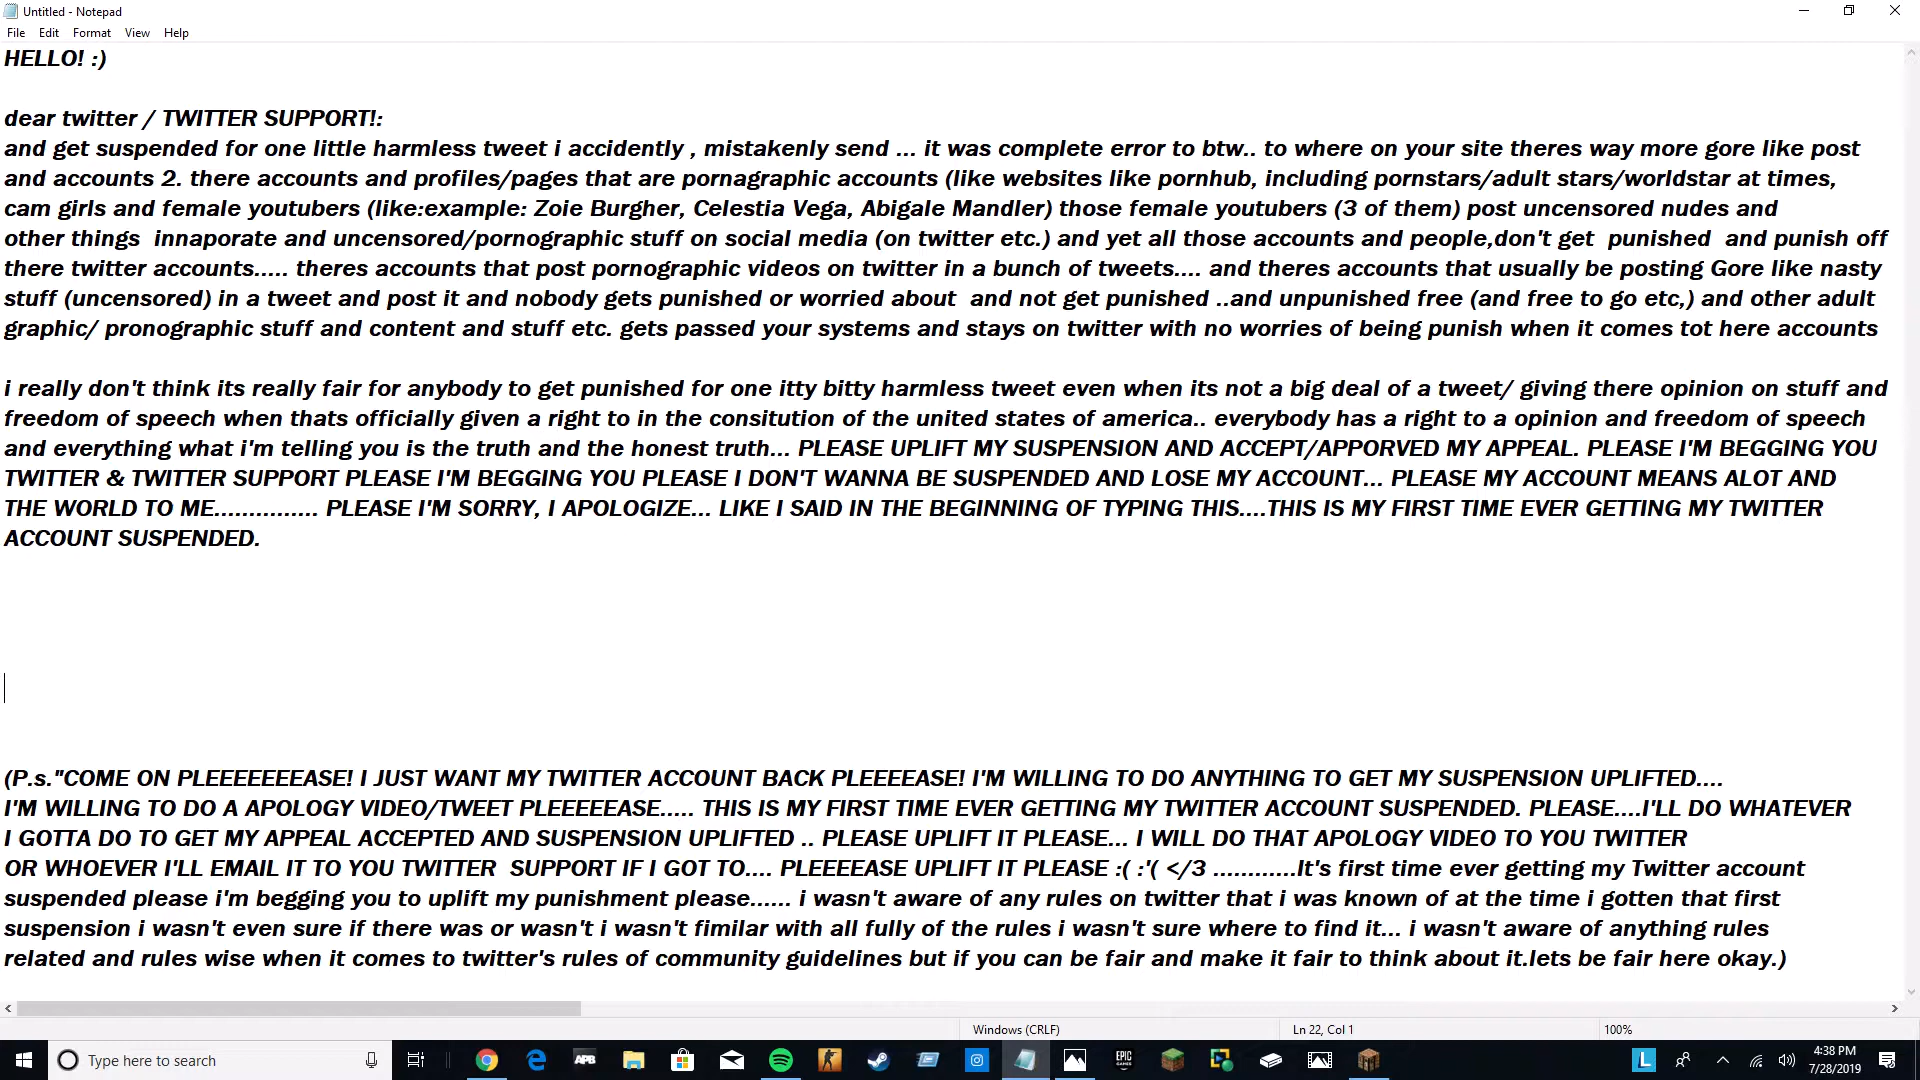 Untitled - Notepad
File Edit Format View Help
HELLO! :)
dear twitter / TWITTER SUPPORT!:
and get suspended for one little harmless tweet i accidently , mistakenly send ... it was complete error to btw.. to where on your site theres way more gore like post
and accounts 2. there accounts and profiles/pages that are pornagraphic accounts (like websites like pornhub, including pornstars/adult stars/worldstar at times,
cam girls and female youtubers (like:example: Zoie Burgher, Celestia Vega, Abigale Mandler) those female youtubers (3 of them) post uncensored nudes and
other things  innaporate and uncensored/pornographic stuff on social media (on twitter etc.) and yet all those accounts and people,don't get  punished  and punish off
there twitter accounts..... theres accounts that post pornographic videos on twitter in a bunch of tweets.... and theres accounts that usually be posting Gore like nasty
stuff (uncensored) in a tweet and post it and nobody gets punished or worried about  and not get punished ..and unpunished free (and free to go etc,) and other adult
graphic/ pronographic stuff and content and stuff etc. gets passed your systems and stays on twitter with no worries of being punish when it comes tot here accounts
i really don't think its really fair for anybody to get punished for one itty bitty harmless tweet even when its not a big deal of a tweet/ giving there opinion on stuff and
freedom of speech when thats officially given a right to in the consitution of the united states of america.. everybody has a right to a opinion and freedom of speech
and everything what i'm telling you is the truth and the honest truth... PLEASE UPLIFT MY SUSPENSION AND ACCEPT/APPORVED MY APPEAL. PLEASE I'M BEGGING YOU
TWITTER & TWITTER SUPPORT PLEASE I'M BEGGING YOU PLEASE I DON'T WANNA BE SUSPENDED AND LOSE MY ACCOUNT... PLEASE MY ACCOUNT MEANS ALOT AND
THE WORLD TO ME............... PLEASE I'M SORRY, I APOLOGIZE... LIKE I SAID IN THE BEGINNING OF TYPING THIS....THIS IS MY FIRST TIME EVER GETTING MY TWITTER
ACCOUNT SUSPENDED.
(P.s."COME ON PLEEEEEEEASE! I JUST WANT MY TWITTER ACCOUNT BACK PLEEEEASE! I'M WILLING TO DO ANYTHING TO GET MY SUSPENSION UPLIFTED....
I'M WILLING TO DO A APOLOGY VIDEO/TWEET PLEEEEEASE..... THIS IS MY FIRST TIME EVER GETTING MY TWITTER ACCOUNT SUSPENDED. PLEASE....I'LL DO WHATEVER
I GOTTA DO TO GET MY APPEAL ACCEPTED AND SUSPENSION UPLIFTED .. PLEASE UPLIFT IT PLEASE... I WILL DO THAT APOLOGY VIDEO TO YOU TWITTER
OR WHOEVER I'LL EMAIL IT TO YOU TWITTER  SUPPORT IF I GOT TO.... PLEEEEASE UPLIFT IT PLEASE :( :'( </3 ............It's first time ever getting my Twitter account
suspended please i'm begging you to uplift my punishment please...... i wasn't aware of any rules on twitter that i was known of at the time i gotten that first
suspension i wasn't even sure if there was or wasn't i wasn't fimilar with all fully of the rules i wasn't sure where to find it... i wasn't aware of anything rules
related and rules wise when it comes to twitter's rules of community guidelines but if you can be fair and make it fair to think about it.lets be fair here okay.)
Windows (CRLF) Ln 22, Col 1 100%
Type here to search
APB
EPIC GAMES
L
4:38 PM
7/28/2019